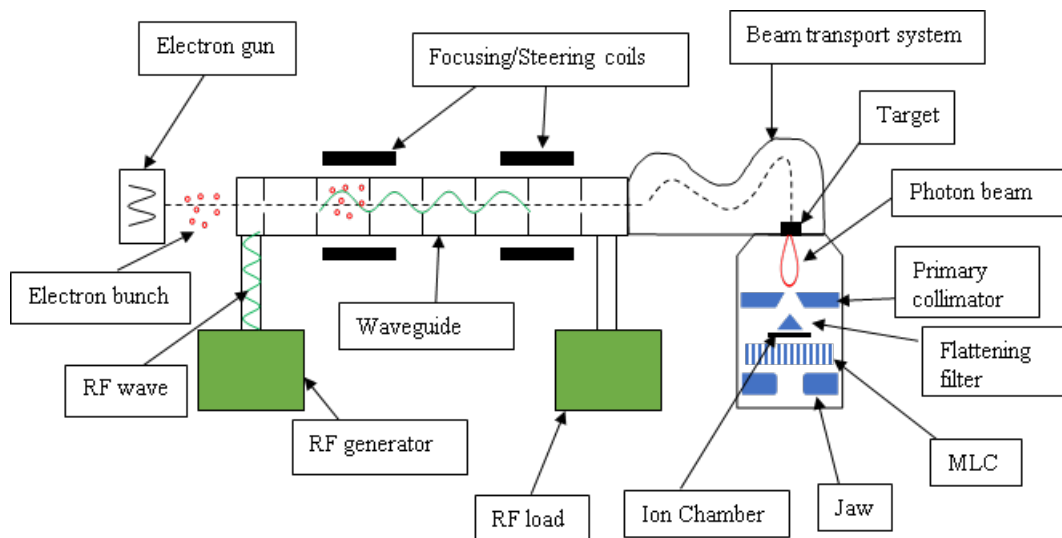 Electron gun
Focusing/Steering coils
Beam transport system
Target
Photon beam
Electron bunch
Waveguide
Primary
collimator
RF wave
Flattening
filter
RF generator
MLC
RF load
Ion Chamber
Jaw